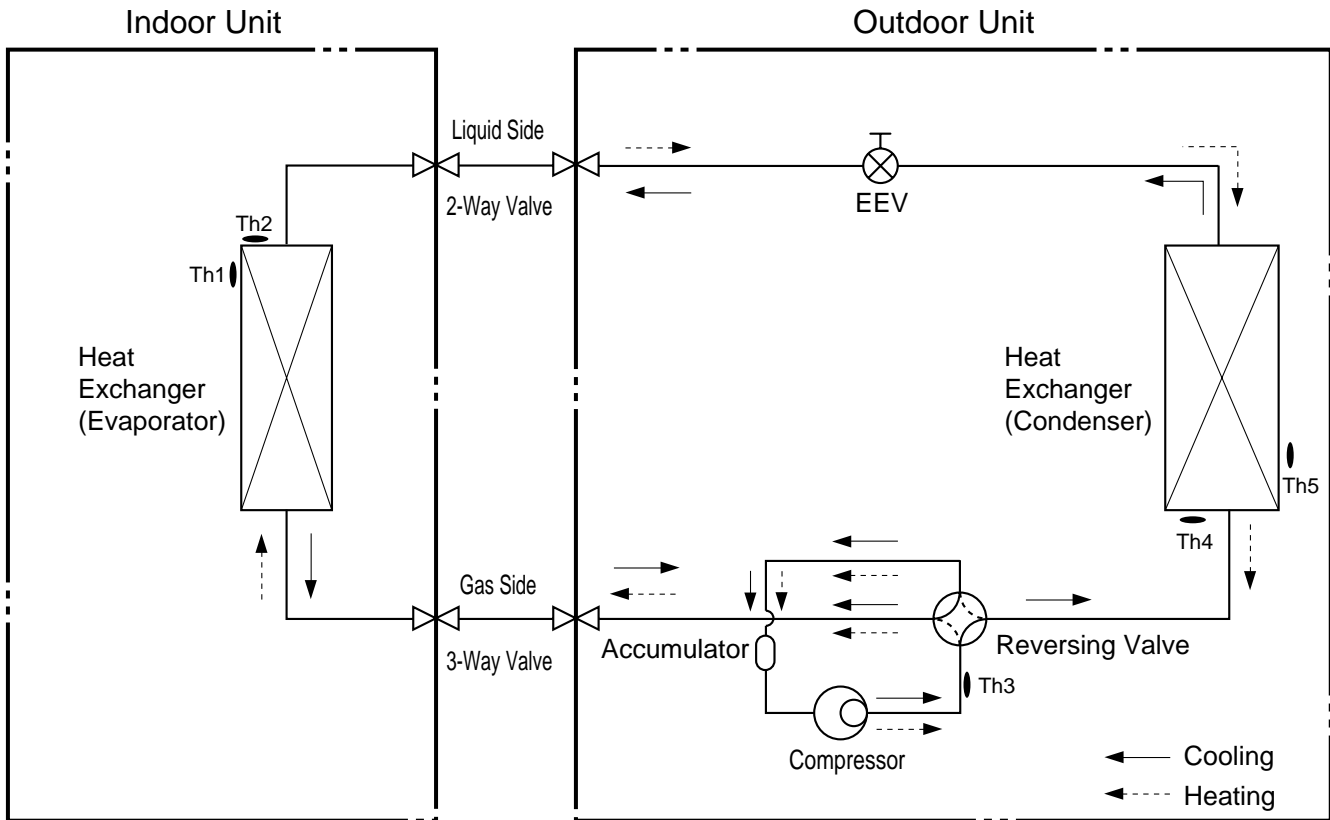 Indoor Unit
Outdoor Unit
Liquid Side
2-Way Valve
EEV
Th2
Th1
Heat
Exchanger
(Evaporator)
Heat
Exchanger
(Condenser)
Th5
Th4
Gas Side
3-Way Valve
Accumulator
Reversing Valve
Th3
Compressor
Cooling
Heating